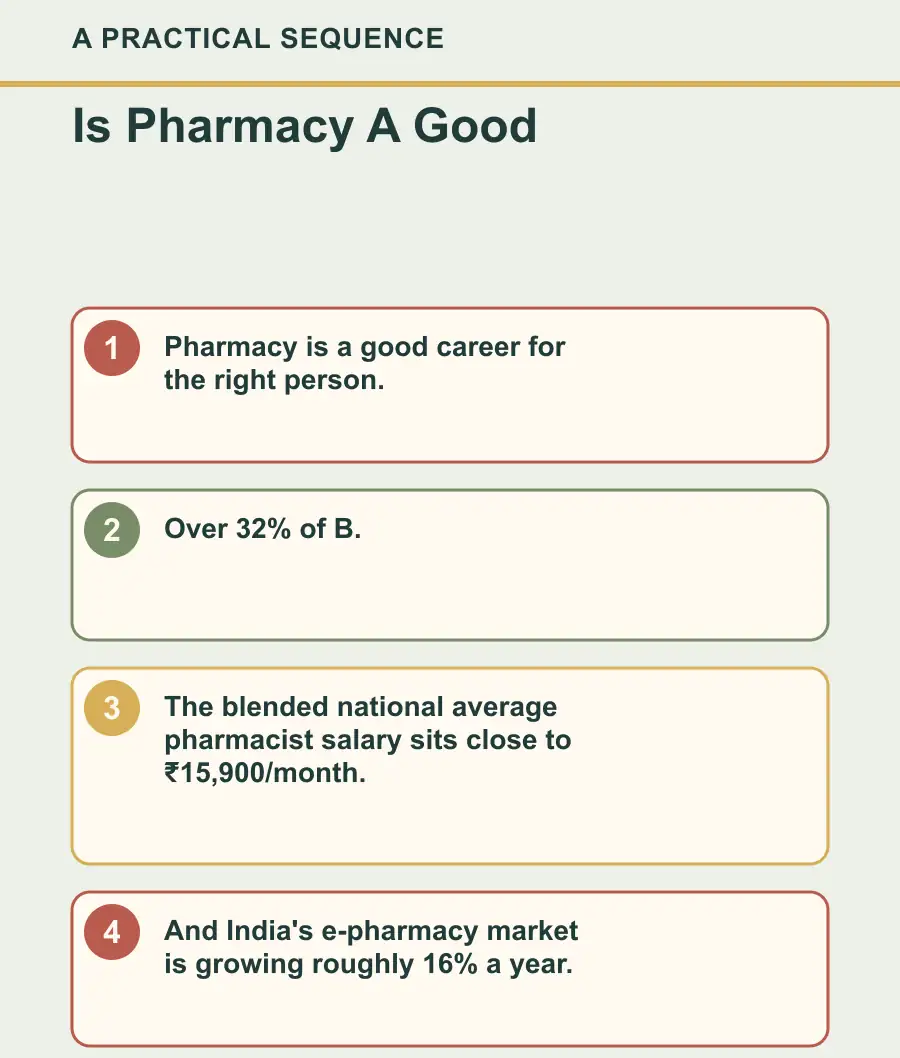 A PRACTICAL SEQUENCE
Is Pharmacy A Good
1
Pharmacy is a good career for
the right person.
2
Over 32% of B.
3
The blended national average
pharmacist salary sits close to
₹15,900/month.
4
And India's e-pharmacy market
is growing roughly 16% a year.